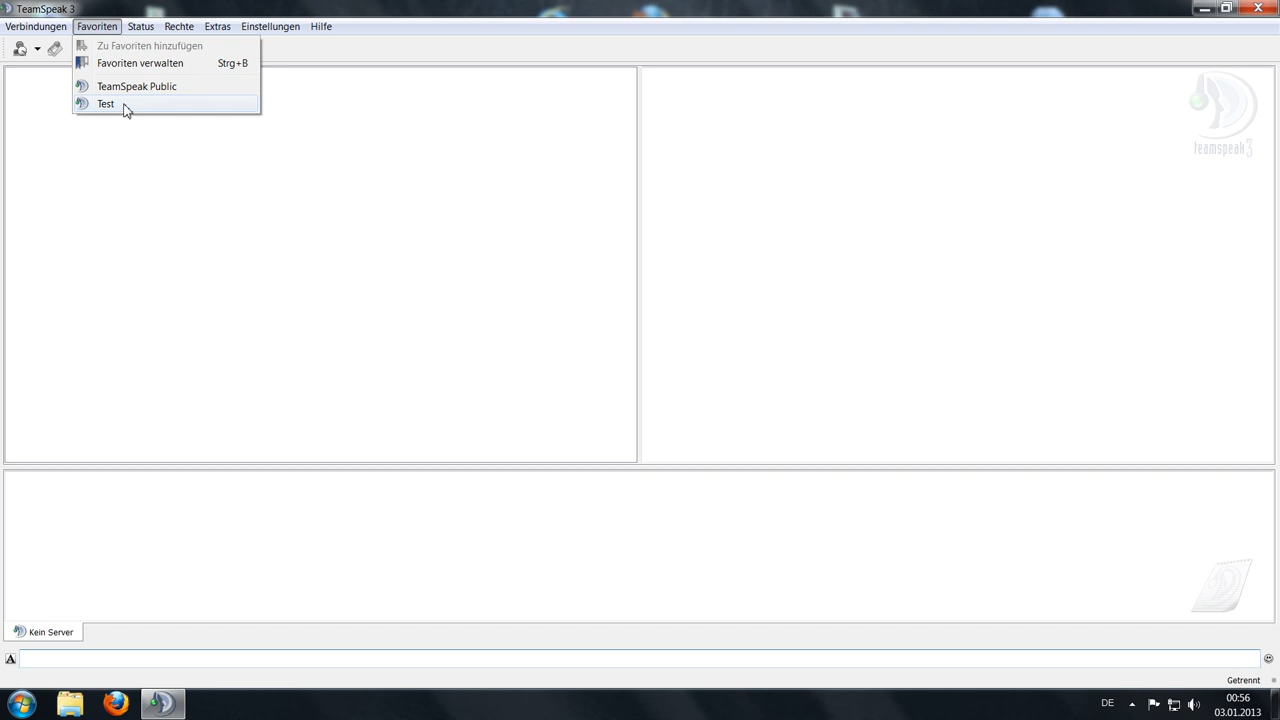 TeamSpeak 3
Verbindungen Favoriten Status Rechte Extras Einstellungen Hilfe
Zu Favoriten hinzufügen
Favoriten verwalten Strg+B
TeamSpeak Public
Test
teamspeak3
Kein Server
A
Getrennt
DE 00:56
03.01.2013